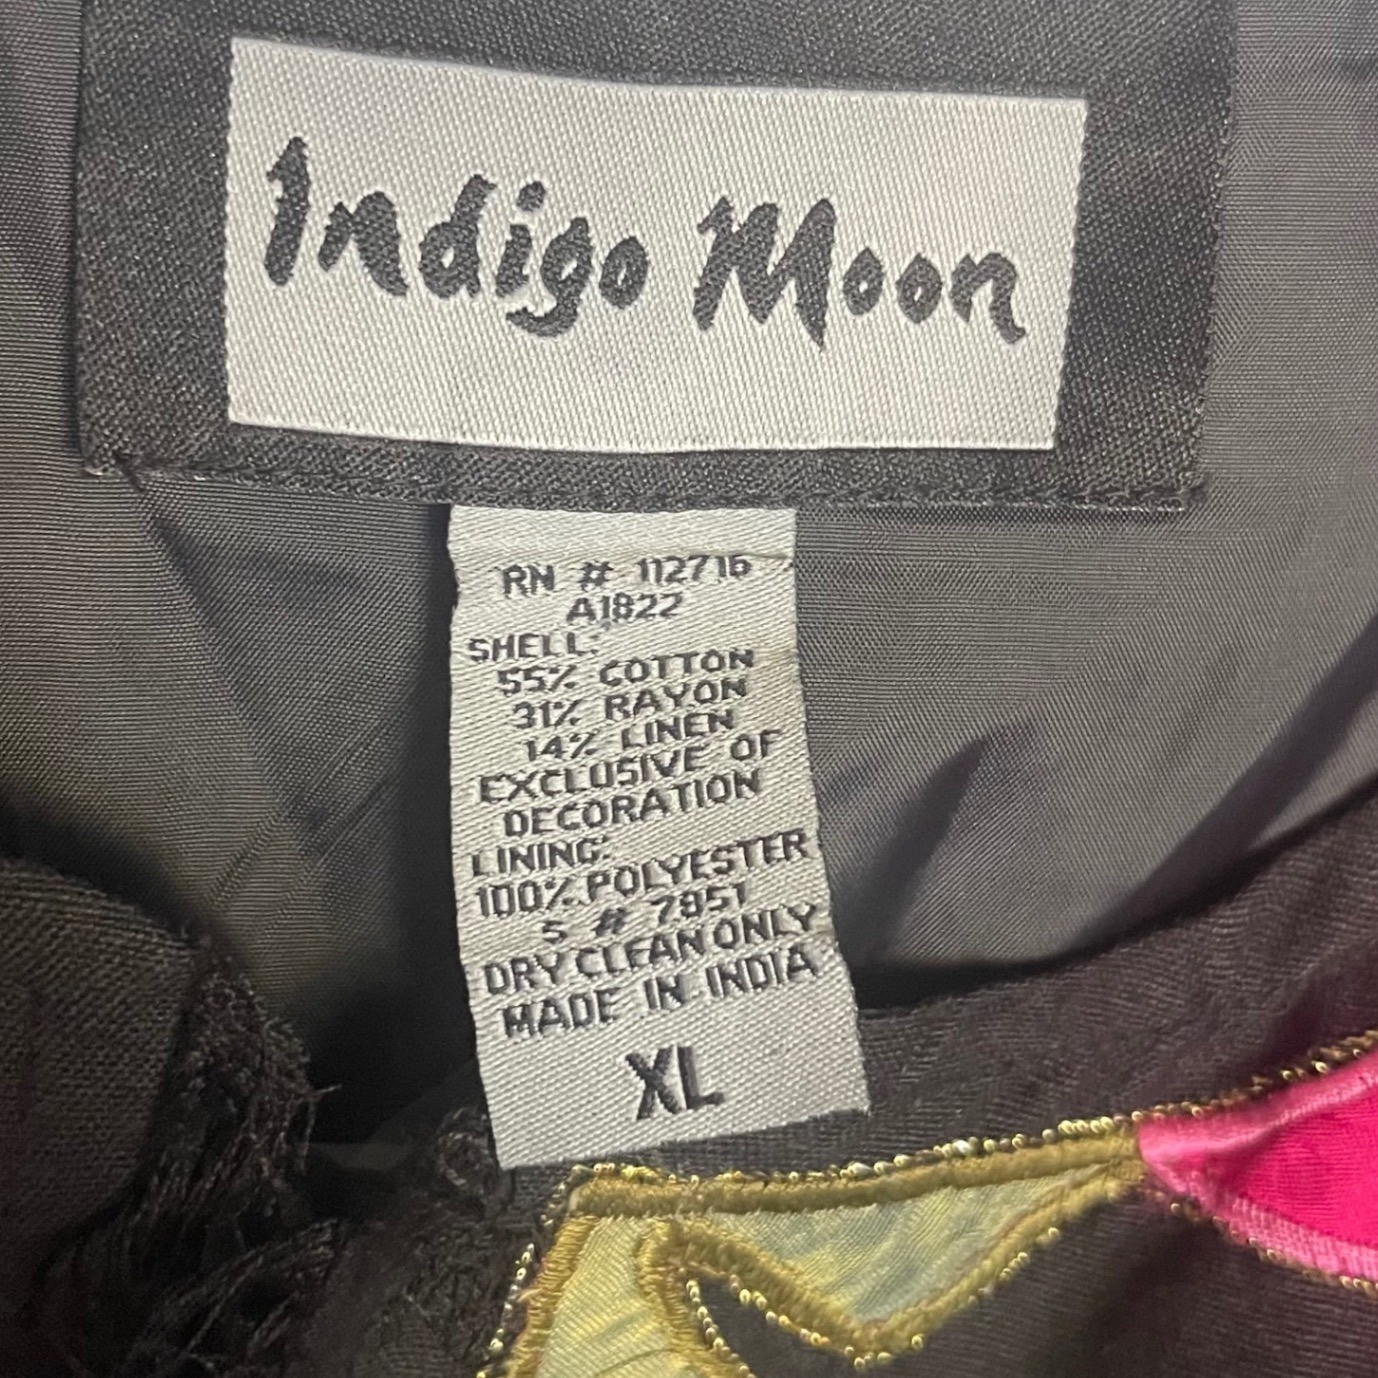 Indigo Moon
RN # 112716
A1822
SHELL:
55% COTTON
31% RAYON
14% LINEN
EXCLUSIVE OF
DECORATION
LINING:
100% POLYESTER
S # 7851
DRY CLEAN ONLY
MADE IN INDIA
XL